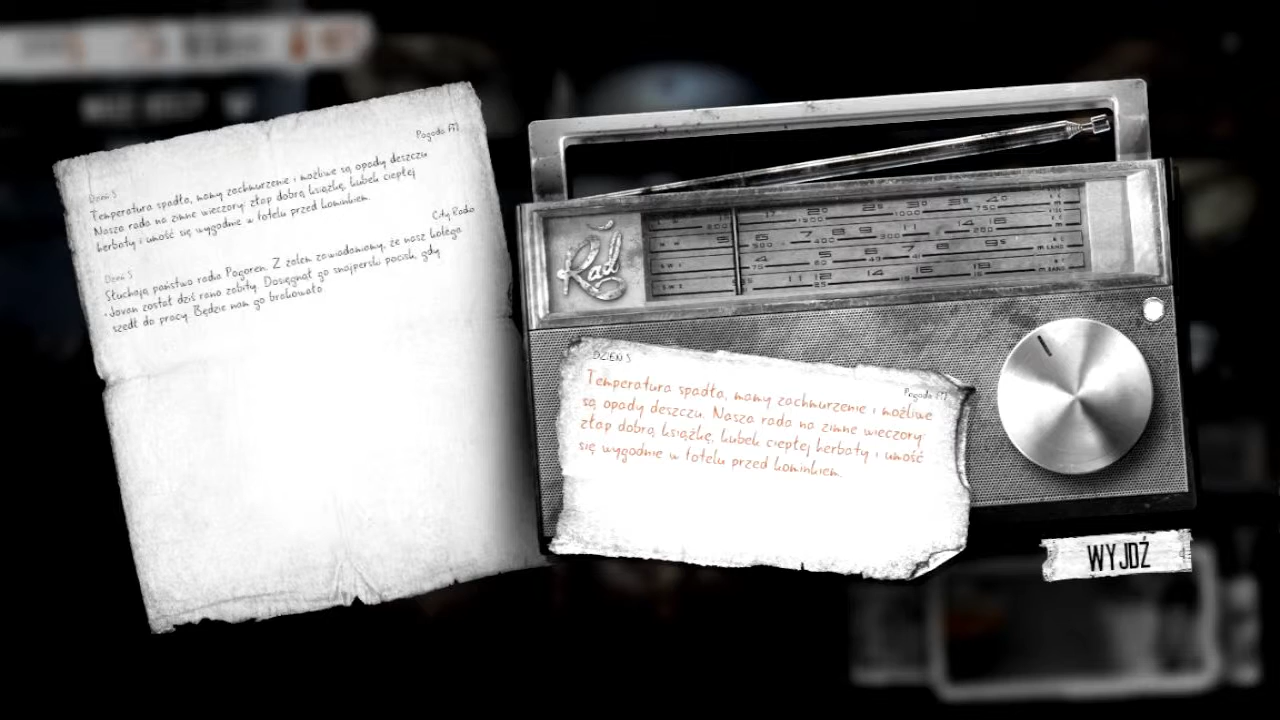 Pogoda FM
Dzień 5
Temperatura spadła, mamy zachmurzenie i możliwe są opady deszczu.
Nasza rada na zimne wieczory: złap dobrą książkę, kubek ciepłej
herbaty i umość się wygodnie w fotelu przed kominkiem.
City Radio
Dzień 5
Słuchają państwo radia Pogoren. Z żalem zawiadamiamy, że nasz kolega
Jovan został dziś rano zabity. Dosięgnął go snajperski pocisk, gdy
szedł do pracy. Będzie nam go brakowało.
Rad
DZIEŃ 5
Pogoda FM
Temperatura spadła, mamy zachmurzenie i możliwe
są opady deszczu. Nasza rada na zimne wieczory:
złap dobrą książkę, kubek ciepłej herbaty i umość
się wygodnie w fotelu przed kominkiem.
WYJDŹ